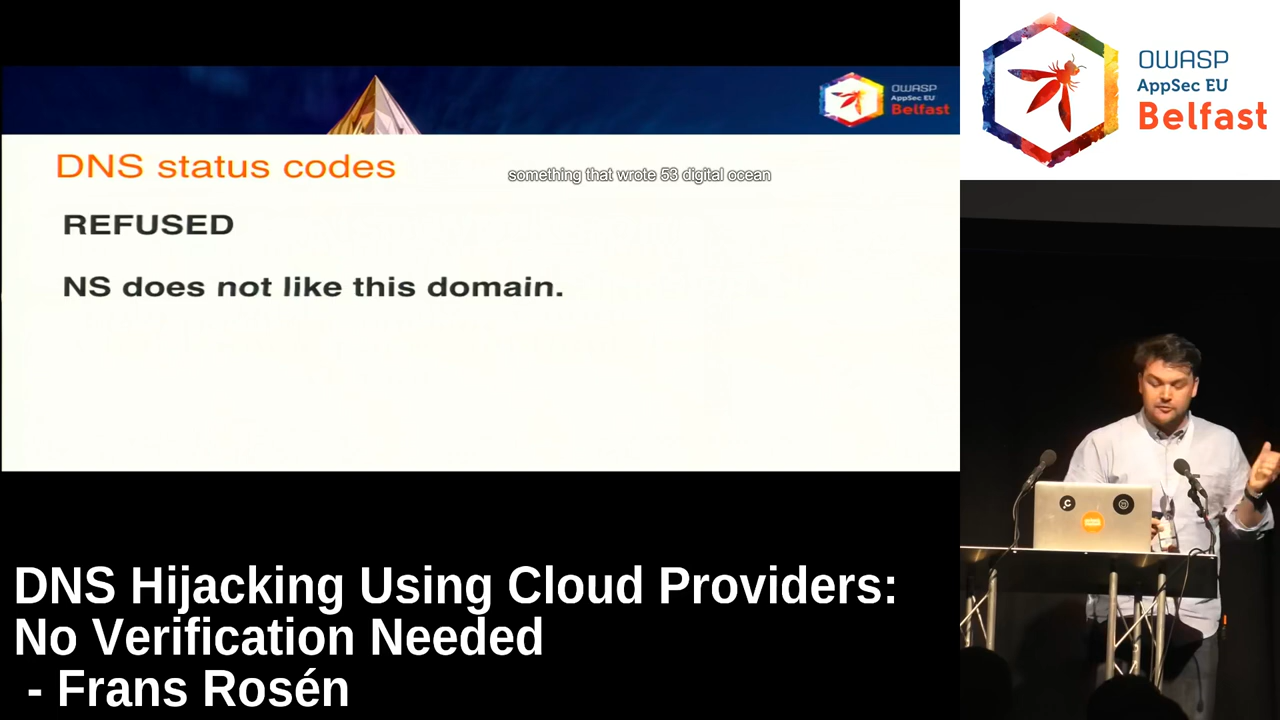 OWASP
AppSec EU
Belfast
DNS status codes
something that wrote 53 digital ocean
REFUSED
NS does not like this domain.
OWASP
AppSec EU
Belfast
DNS Hijacking Using Cloud Providers:
No Verification Needed
- Frans Rosén